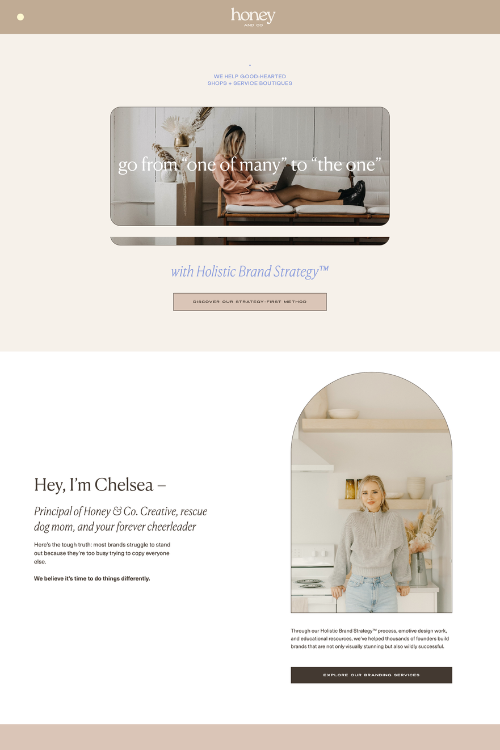 honey
WE HELP GOOD-HEARTED
SHOPS + SERVICE BOUTIQUES
go from “one of many” to “the one”
with Holistic Brand Strategy™
DISCOVER OUR STRATEGY-FIRST METHOD
Hey, I'm Chelsea –
Principal of Honey & Co. Creative, rescue
dog mom, and your forever cheerleader
Here's the tough truth: most brands struggle to stand
out because they're too busy trying to copy everyone
else.
We believe it's time to do things differently.
Through our Holistic Brand Strategy™ process, emotive design work,
and educational resources, we've helped thousands of founders build
brands that are not only visually stunning but also wildly successful.
EXPLORE OUR BRANDING SERVICES